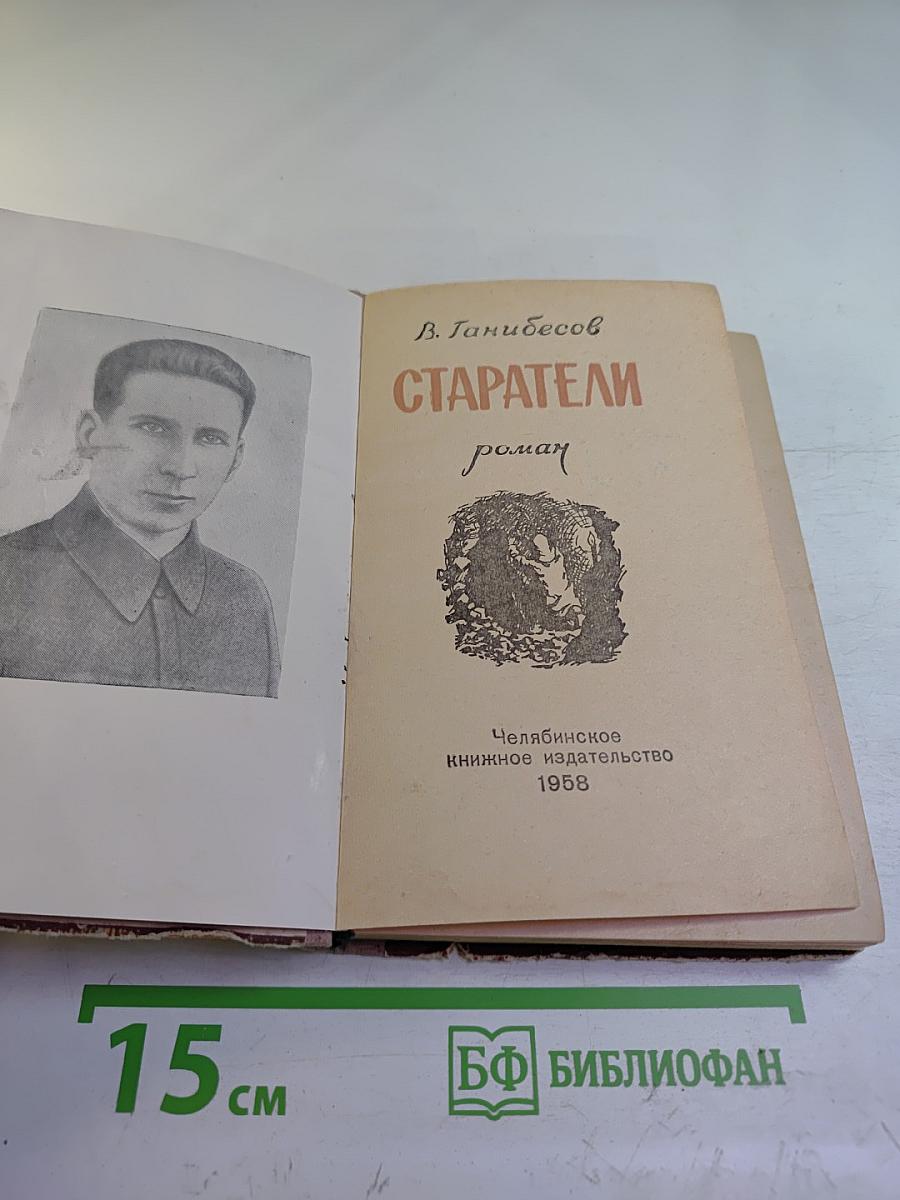 В. Ганибесов
СТАРАТЕЛИ
роман
Челябинское
книжное издательство
1958
15 см
БФ БИБЛИОФАН